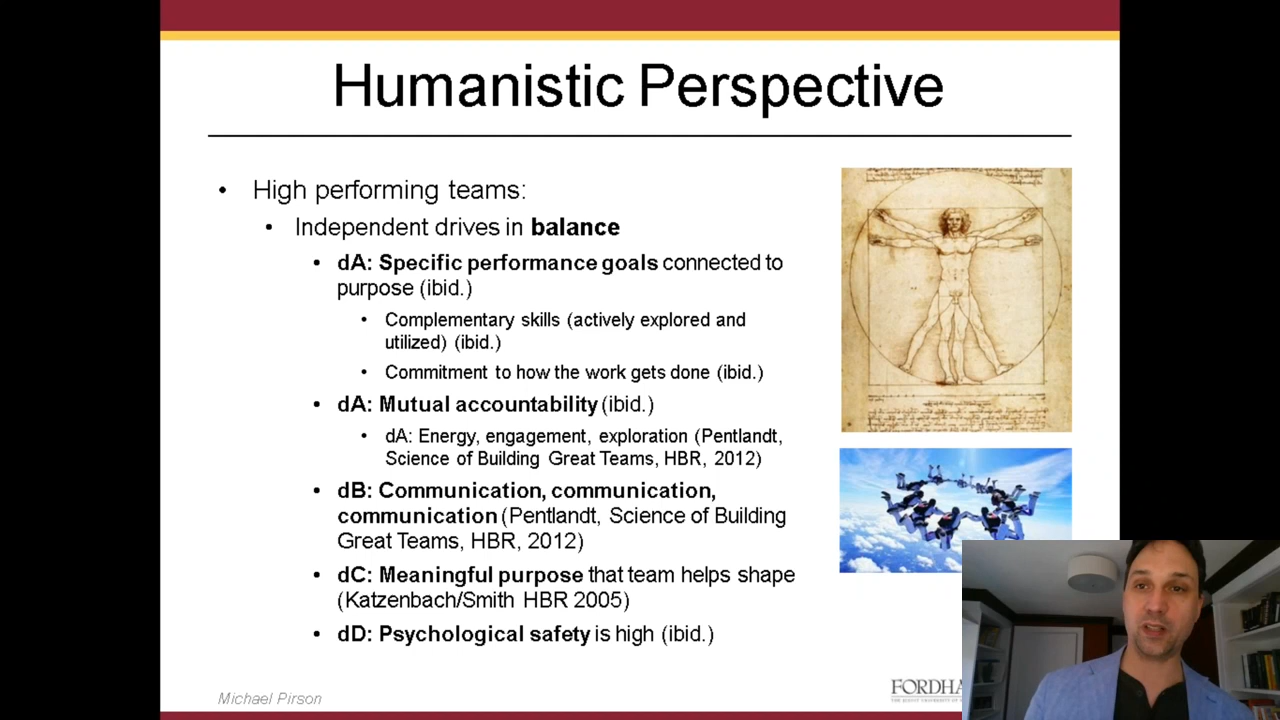 Humanistic Perspective
• High performing teams:
• Independent drives in balance
• dA: Specific performance goals connected to
purpose (ibid.)
• Complementary skills (actively explored and
utilized) (ibid.)
• Commitment to how the work gets done (ibid.)
• dA: Mutual accountability (ibid.)
• dA: Energy, engagement, exploration (Pentlandt,
Science of Building Great Teams, HBR, 2012)
• dB: Communication, communication,
communication (Pentlandt, Science of Building
Great Teams, HBR, 2012)
• dC: Meaningful purpose that team helps shape
(Katzenbach/Smith HBR 2005)
• dD: Psychological safety is high (ibid.)
Michael Pirson
FORDHA